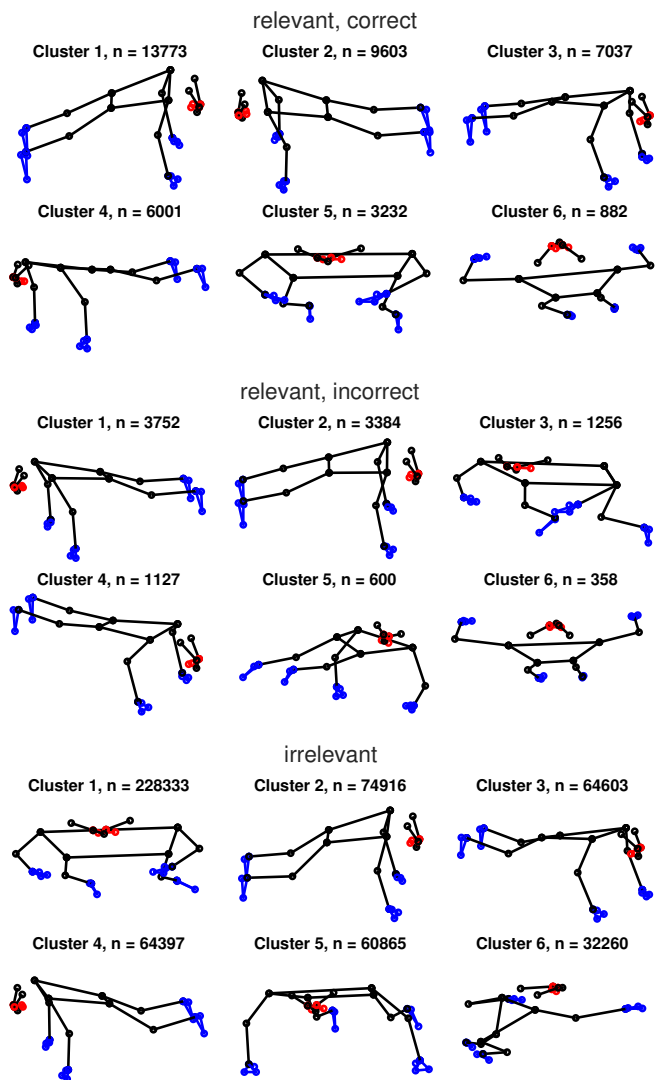 relevant, correct
Cluster 1, n = 13773
Cluster 2, n = 9603
Cluster 3, n = 7037
Cluster 4, n = 6001
Cluster 5, n = 3232
Cluster 6, n = 882
relevant, incorrect
Cluster 1, n = 3752
Cluster 2, n = 3384
Cluster 3, n = 1256
Cluster 4, n = 1127
Cluster 5, n = 600
Cluster 6, n = 358
irrelevant
Cluster 1, n = 228333
Cluster 2, n = 74916
Cluster 3, n = 64603
Cluster 4, n = 64397
Cluster 5, n = 60865
Cluster 6, n = 32260